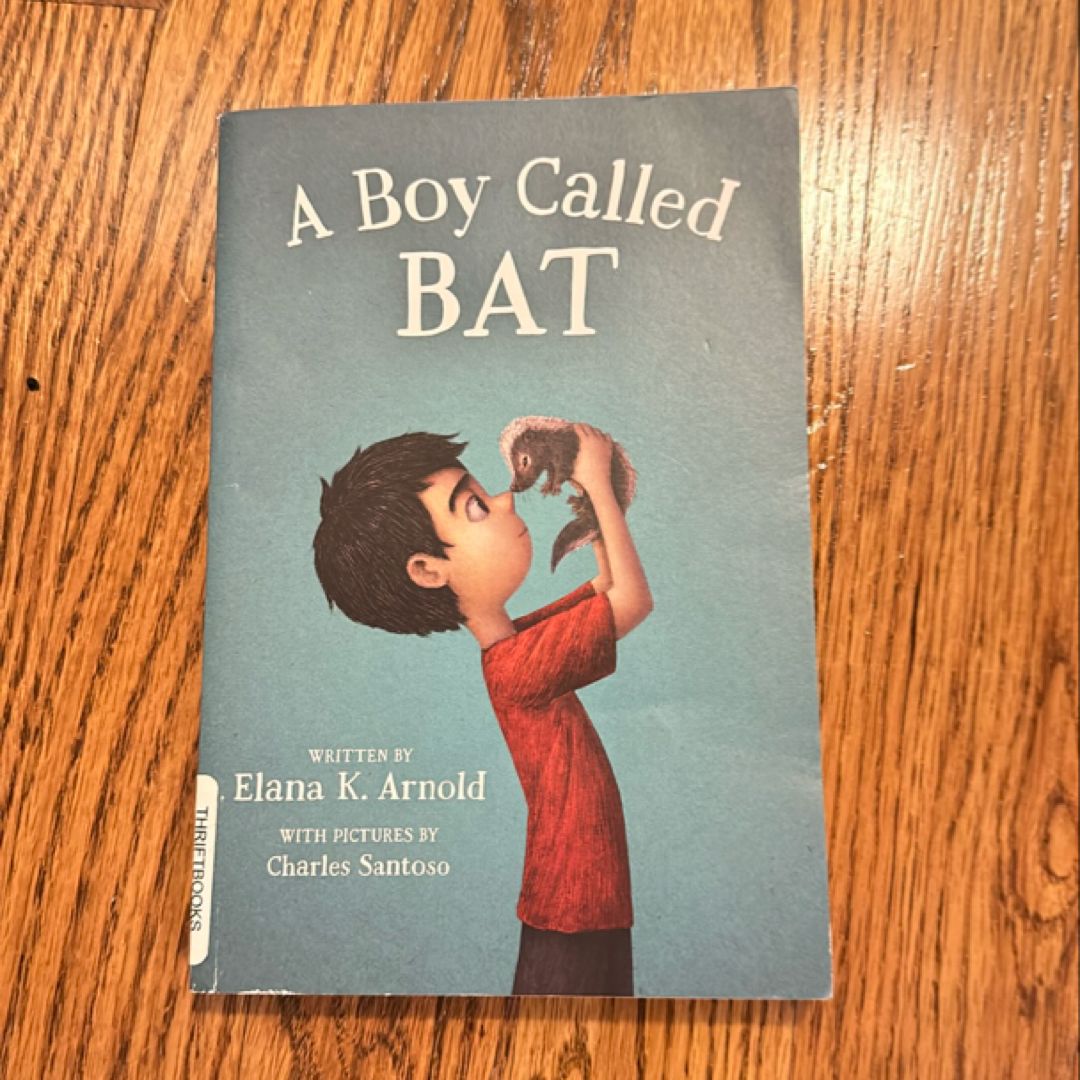 A Boy Called
BAT
WRITTEN BY
Elana K. Arnold
WITH PICTURES BY
Charles Santoso
THRIFTBOOKS